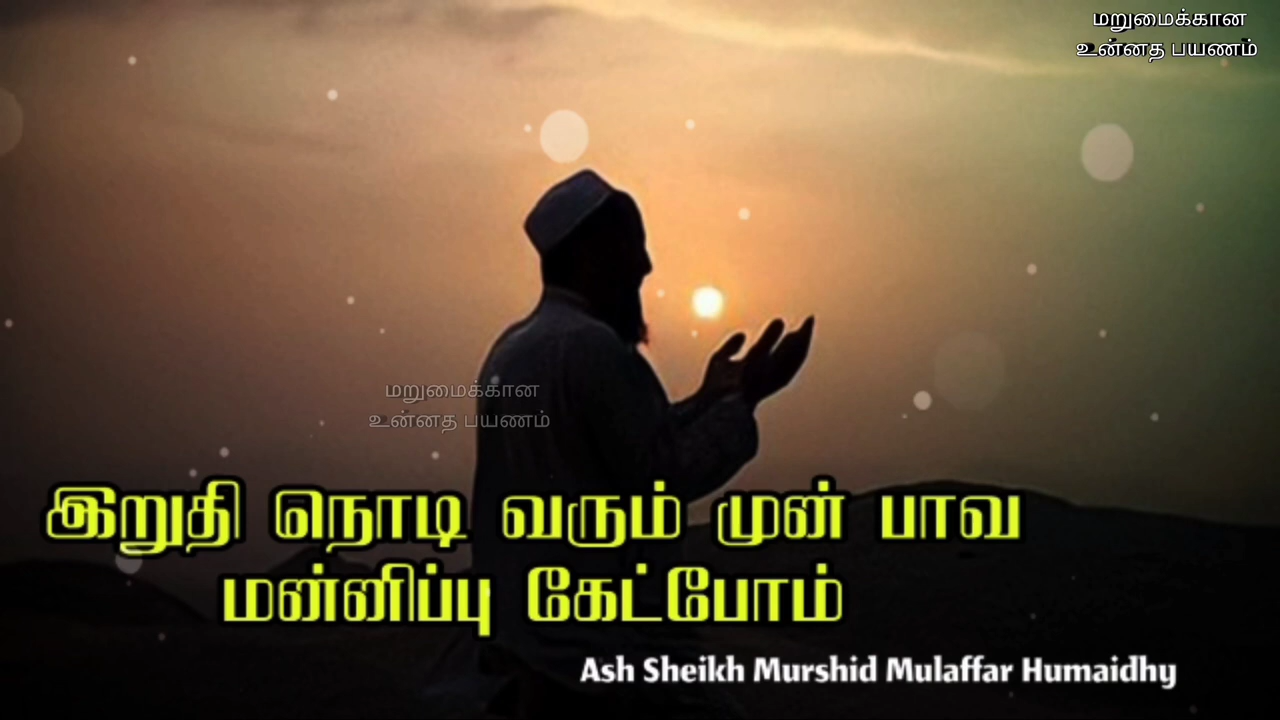 மறுமைக்கான
உன்னத பயணம்
மறுமைக்கான
உன்னத பயணம்
இறுதி நொடி வரும் முன் பாவ
மன்னிப்பு கேட்போம்
Ash Sheikh Murshid Mulaffar Humaidhy